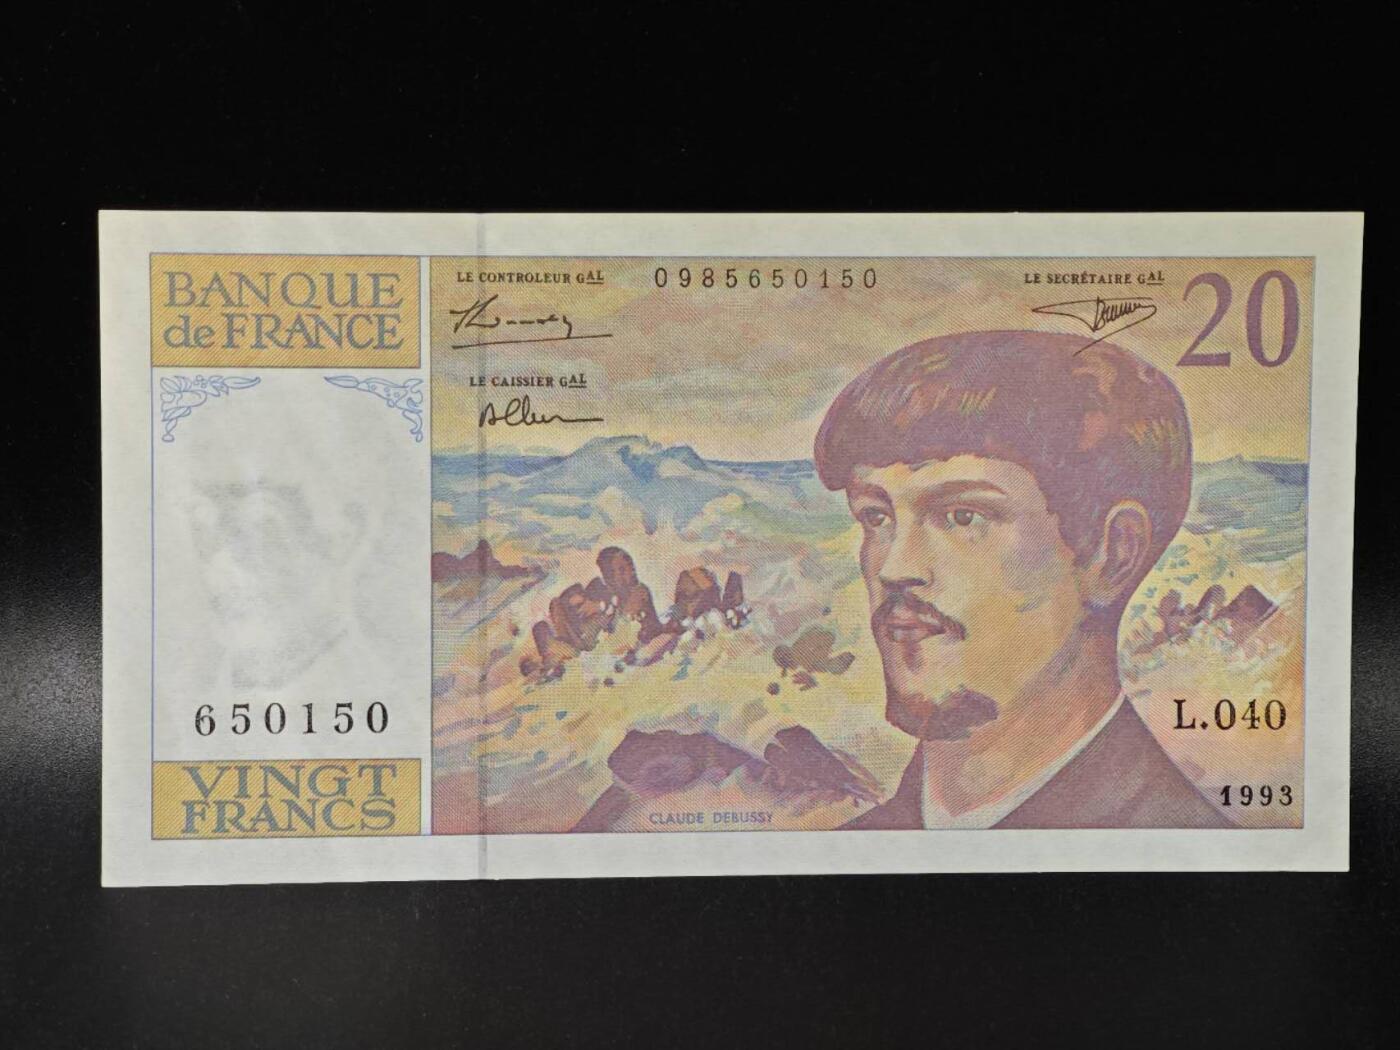 BANQUE
de FRANCE
LE CONTROLEUR GAL
0985650150
LE SECRÉTAIRE GAL
20
LE CAISSIER GAL
650150
L.040
VINGT
FRANCS
1993
CLAUDE DEBUSSY